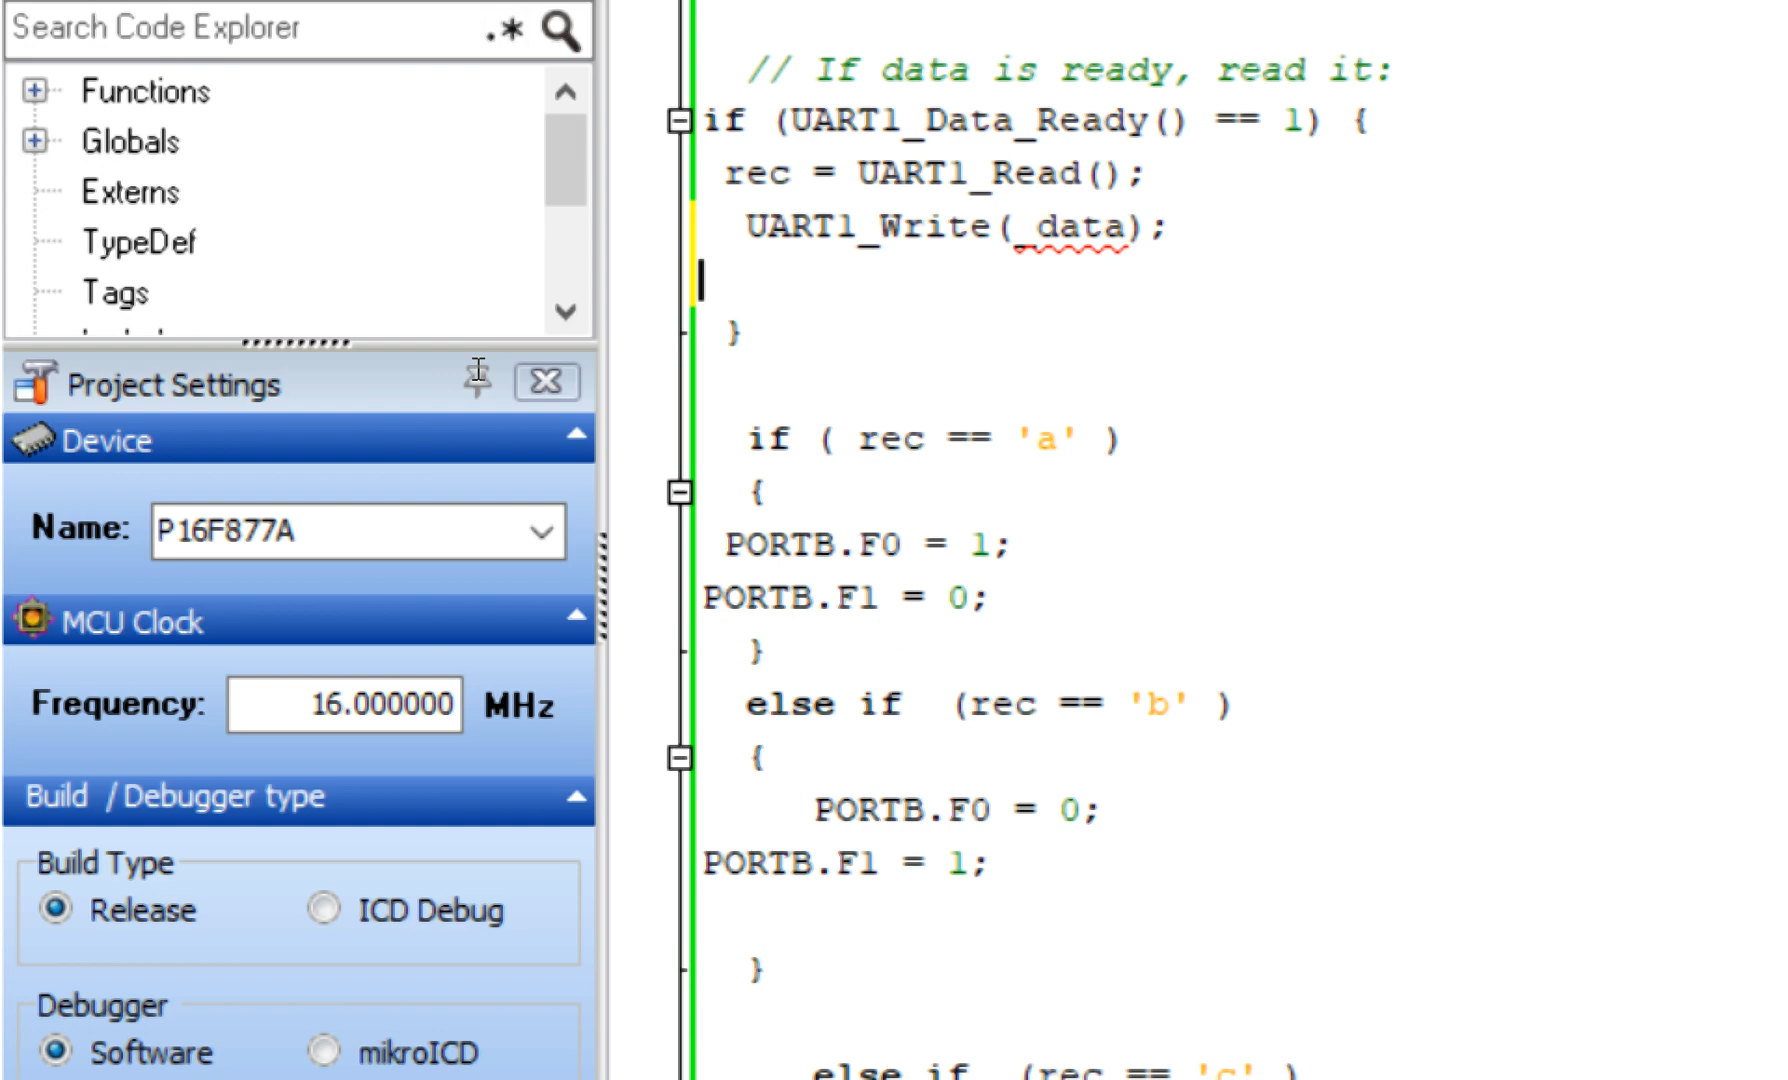 Search Code Explorer .*
Functions
Globals
Externs
TypeDef
Tags
Project Settings
Device
Name: P16F877A
MCU Clock
Frequency: 16.000000 MHz
Build / Debugger type
Build Type
Release ICD Debug
Debugger
Software mikroICD
// If data is ready, read it:
if (UART1_Data_Ready() == 1) {
rec = UART1_Read();
UART1_Write(_data);
}
if ( rec == 'a' )
{
PORTB.F0 = 1;
PORTB.F1 = 0;
}
else if (rec == 'b' )
{
PORTB.F0 = 0;
PORTB.F1 = 1;
}
else if (rec == 'c' )